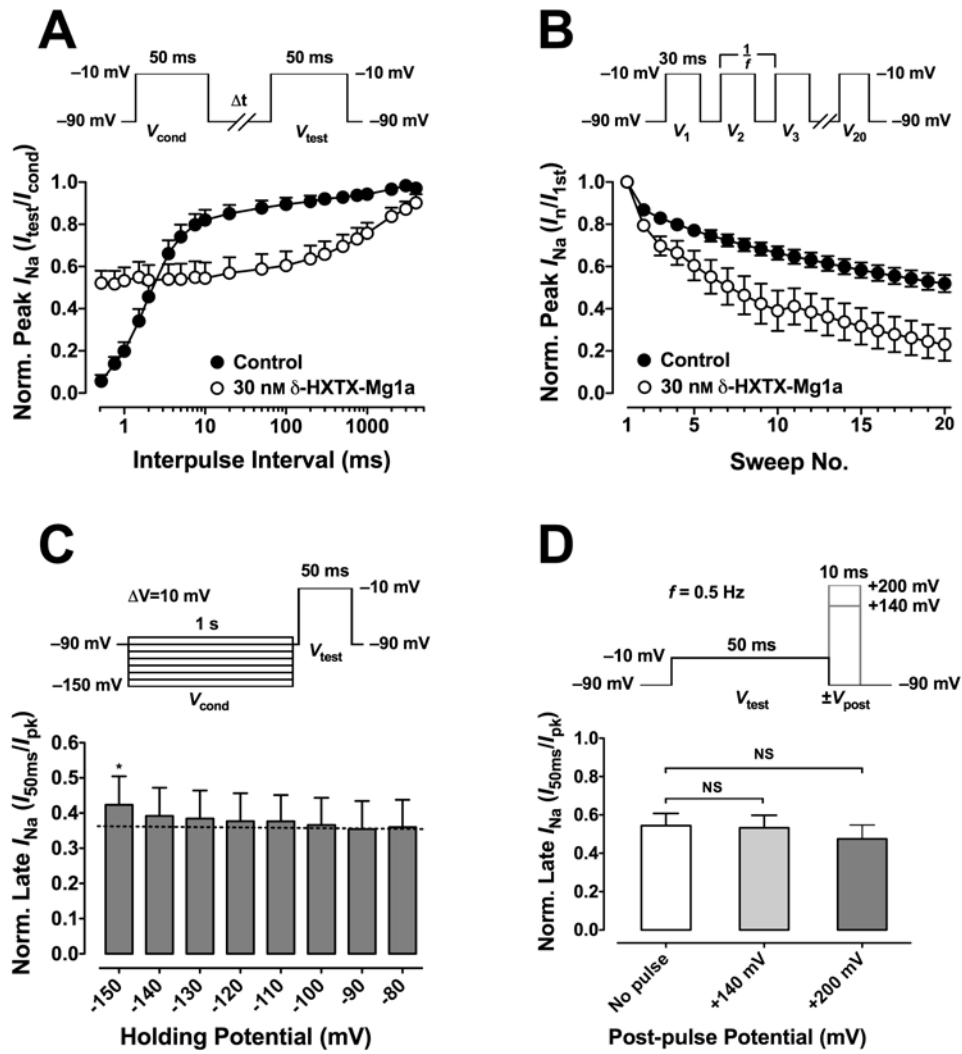 A
50 ms
50 ms
–10 mV
–10 mV
Δt
–90 mV
–90 mV
Vcond
Vtest
Norm. Peak INa (Itest/Icond)
1.0
0.8
0.6
0.4
0.2
0.0
Control
30 nM δ-HXTX-Mg1a
1
10
100
1000
Interpulse Interval (ms)
B
30 ms
1/f
–10 mV
–10 mV
–90 mV
–90 mV
V1
V2
V3
V20
Norm. Peak INa (In/I1st)
1.0
0.8
0.6
0.4
0.2
0.0
Control
30 nM δ-HXTX-Mg1a
1
5
10
15
20
Sweep No.
C
50 ms
ΔV=10 mV
–10 mV
1 s
–90 mV
–90 mV
Vtest
–150 mV
Vcond
Norm. Late INa (I50ms/Ipk)
0.6
0.5
0.4
0.3
0.2
0.1
0.0
*
-150
-140
-130
-120
-110
-100
-90
-80
Holding Potential (mV)
D
10 ms
+200 mV
f = 0.5 Hz
+140 mV
50 ms
–10 mV
–90 mV
–90 mV
Vtest
±Vpost
Norm. Late INa (I50ms/Ipk)
1.0
0.8
0.6
0.4
0.2
0.0
NS
NS
No pulse
+140 mV
+200 mV
Post-pulse Potential (mV)